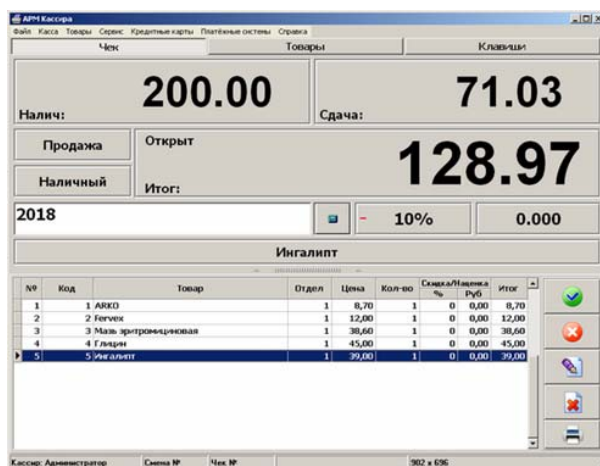 АРМ Кассира
Файл Касса Товары Сервис Кредитные карты Платёжные системы Справка
Чек Товары Клавиши
Налич: 200.00 Сдача: 71.03
Продажа Открыт
Наличный Итог: 128.97
2018 - 10% 0.000
Ингалипт
№ Код Товар Отдел Цена Кол-во Скидка/Наценка Итог
% Руб
1 1 ARKO 1 8,70 1 0 0,00 8,70
2 2 Fervex 1 12,00 1 0 0,00 12,00
3 3 Мазь эритромициновая 1 38,60 1 0 0,00 38,60
4 4 Глицин 1 45,00 1 0 0,00 45,00
5 5 Ингалипт 1 39,00 1 0 0,00 39,00
Кассир: Администратор Смена № Чек № 902 x 696